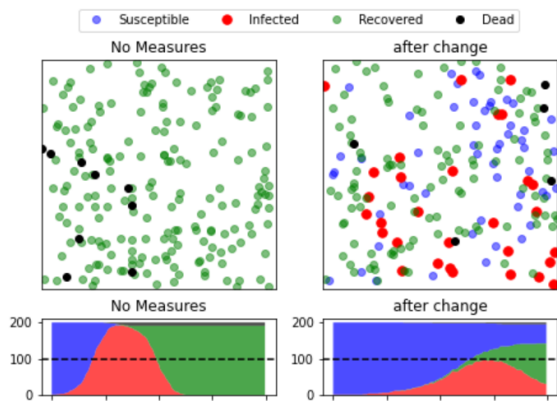 Susceptible Infected Recovered Dead
No Measures after change
No Measures after change
200 200
100 100
0 0